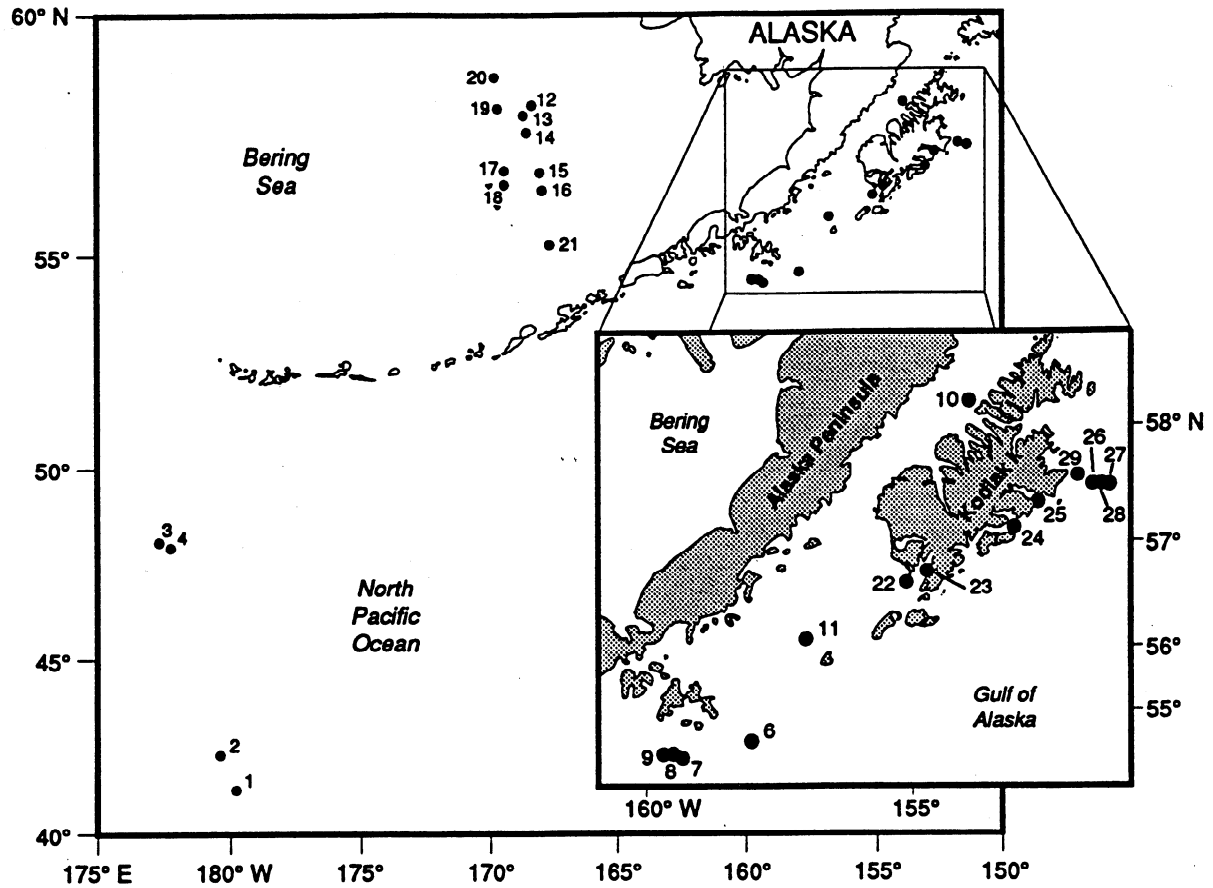 60° N
ALASKA
20
19
12
13
14
Bering
Sea
17
18
15
16
21
55°
50°
3
4
North
Pacific
Ocean
45°
2
1
40°
175° E
180° W
175°
170°
165°
160°
155°
150°
Bering
Sea
Alaska Peninsula
10
Kodiak I.
58° N
26
27
29
28
25
24
57°
22
23
11
56°
Gulf of
Alaska
55°
6
9
8
7
160° W
155°